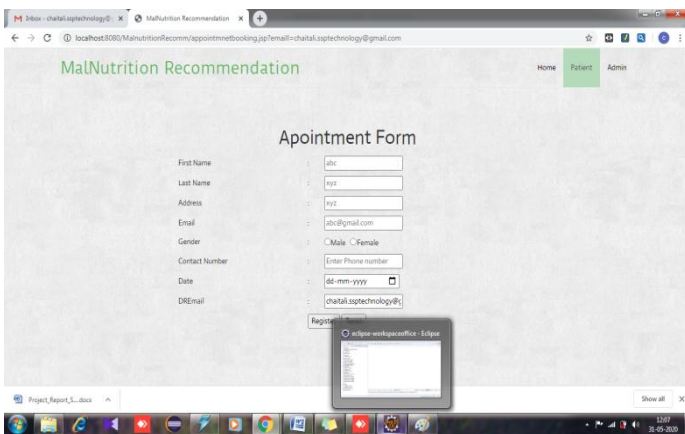 Inbox - chaitali.ssptechnology@
MalNutrition Recommendation
localhost:8080/MalnutritionRecomm/appointmnetbooking.jsp?emaill=chaitali.ssptechnology@gmail.com
MalNutrition Recommendation
Home Patient Admin
Apointment Form
First Name : abc
Last Name : xyz
Address : xyz
Email : abc@gmail.com
Gender : Male Female
Contact Number : Enter Phone number
Date : dd-mm-yyyy
DREmail : chaitali.ssptechnology@g
Register
eclipse-workspaceoffice - Eclipse
Project_Report_S....docx
Show all
12:07
31-05-2020